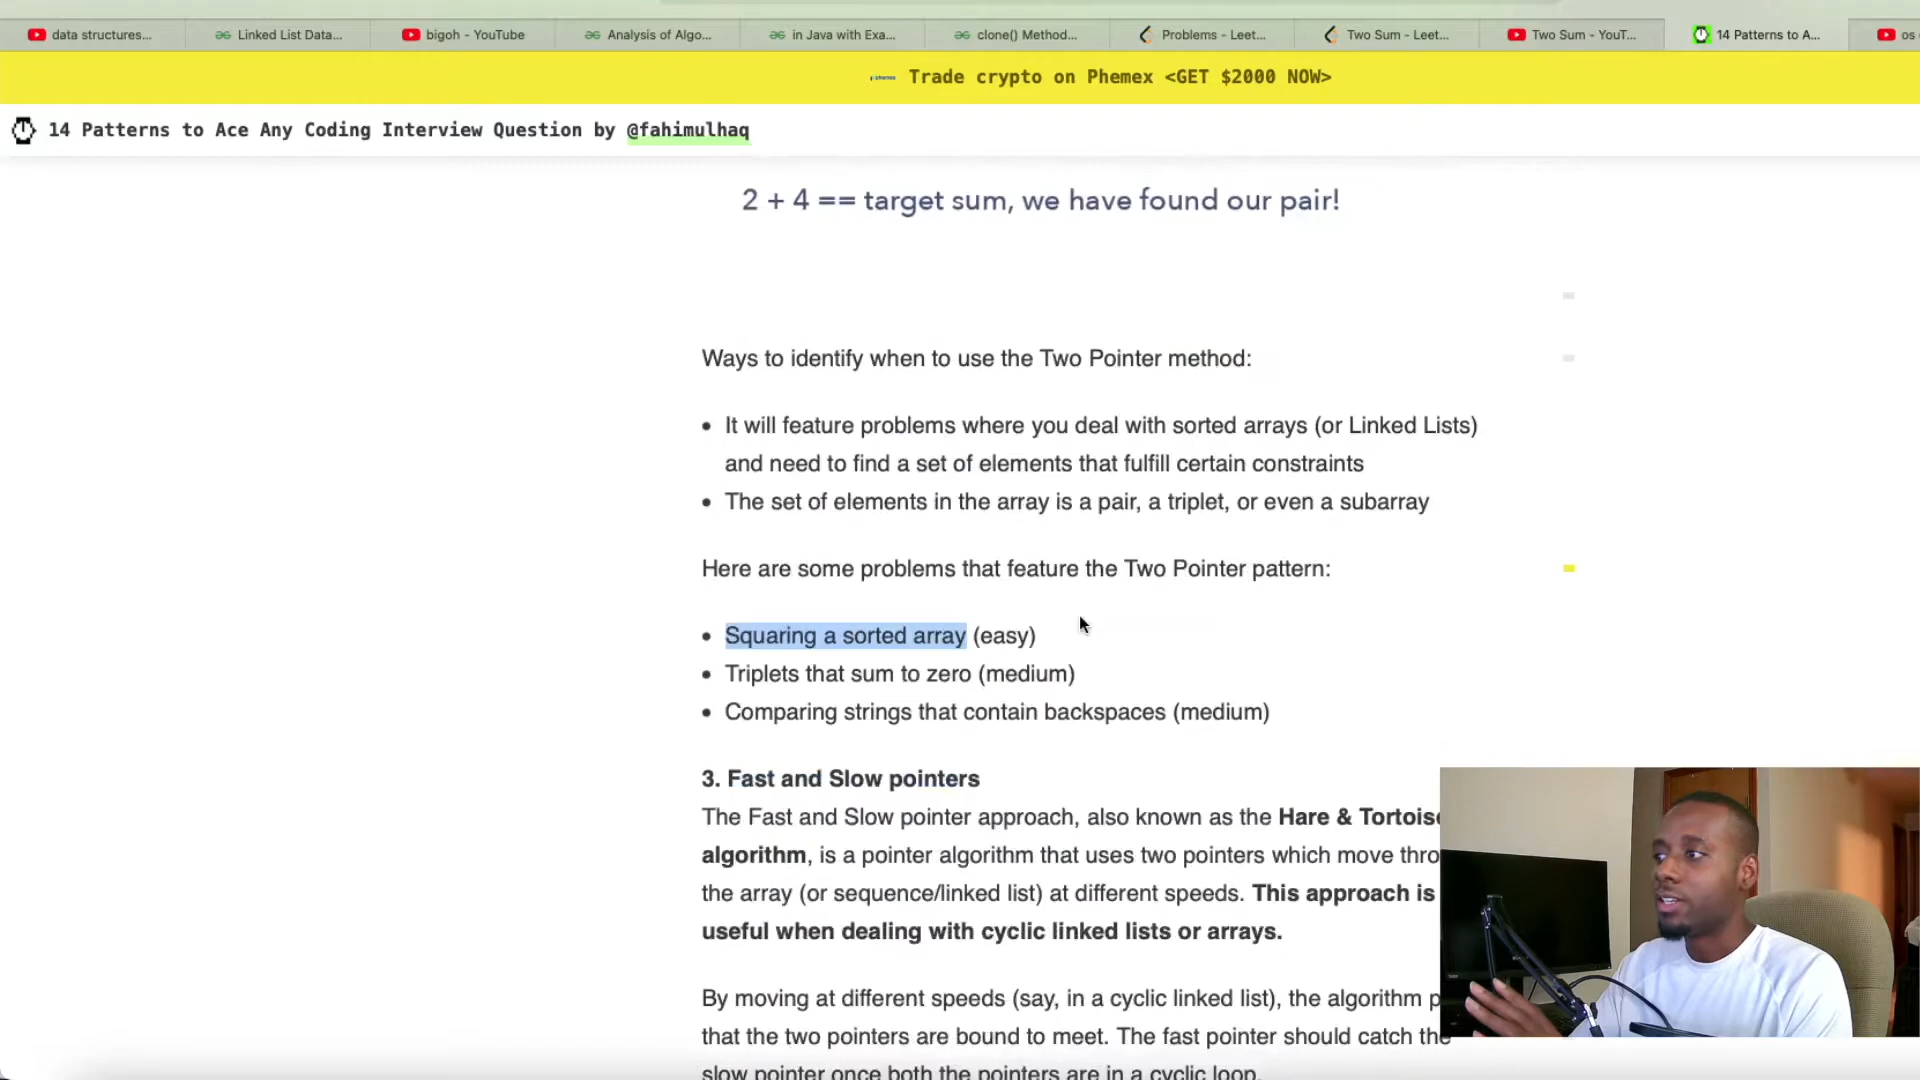 data structures...
Linked List Data...
bigoh - YouTube
Analysis of Algo...
in Java with Exa...
clone() Method...
Problems - Leet...
Two Sum - Leet...
Two Sum - YouT...
14 Patterns to A...
os
Trade crypto on Phemex <GET $2000 NOW>
14 Patterns to Ace Any Coding Interview Question by @fahimulhaq
2 + 4 == target sum, we have found our pair!
Ways to identify when to use the Two Pointer method:
• It will feature problems where you deal with sorted arrays (or Linked Lists)
and need to find a set of elements that fulfill certain constraints
• The set of elements in the array is a pair, a triplet, or even a subarray
Here are some problems that feature the Two Pointer pattern:
• Squaring a sorted array (easy)
• Triplets that sum to zero (medium)
• Comparing strings that contain backspaces (medium)
3. Fast and Slow pointers
The Fast and Slow pointer approach, also known as the Hare & Tortoise
algorithm, is a pointer algorithm that uses two pointers which move thro
the array (or sequence/linked list) at different speeds. This approach is
useful when dealing with cyclic linked lists or arrays.
By moving at different speeds (say, in a cyclic linked list), the algorithm p
that the two pointers are bound to meet. The fast pointer should catch the
slow pointer once both the pointers are in a cyclic loop.